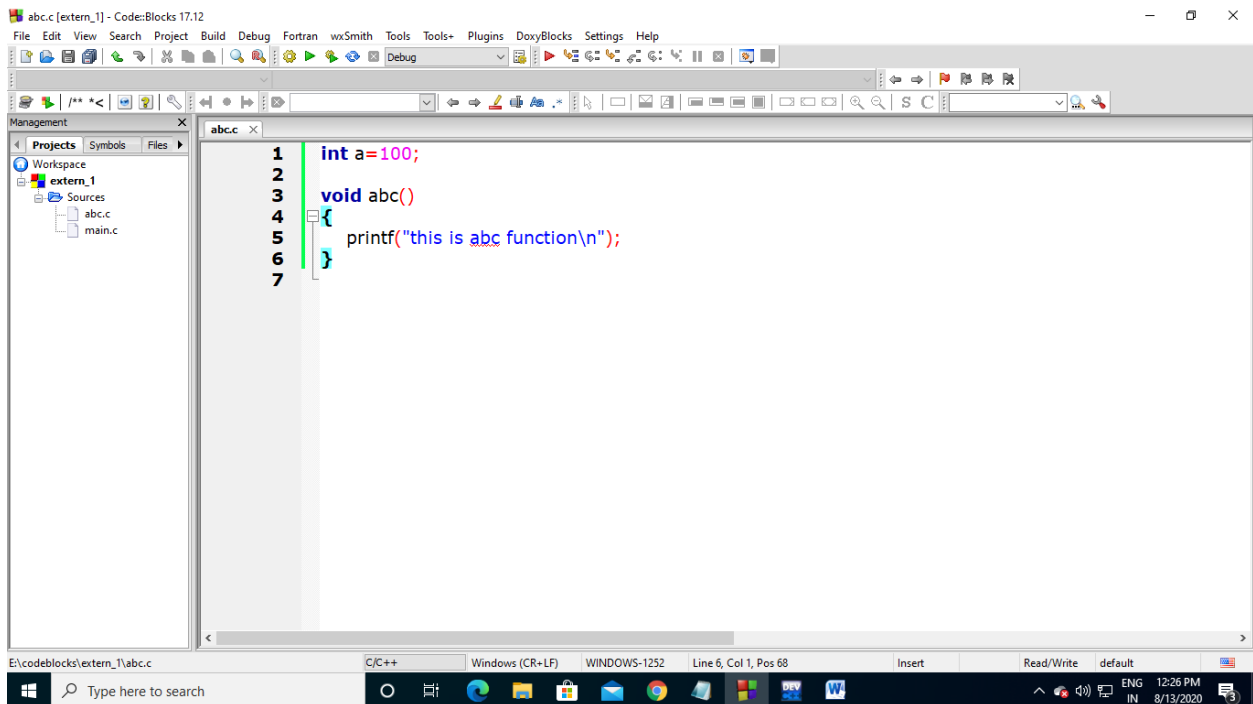 abc.c [extern_1] - Code::Blocks 17.12
File Edit View Search Project Build Debug Fortran wxSmith Tools Tools+ Plugins DoxyBlocks Settings Help
Debug
/** *<
S C
Management
abc.c
Projects Symbols Files
Workspace
extern_1
Sources
abc.c
main.c
1 int a=100;
2
3 void abc()
4 {
5 printf("this is abc function\n");
6 }
7
E:\codeblocks\extern_1\abc.c C/C++ Windows (CR+LF) WINDOWS-1252 Line 6, Col 1, Pos 68 Insert Read/Write default
Type here to search
DEV
W
ENG
IN
12:26 PM
8/13/2020
3